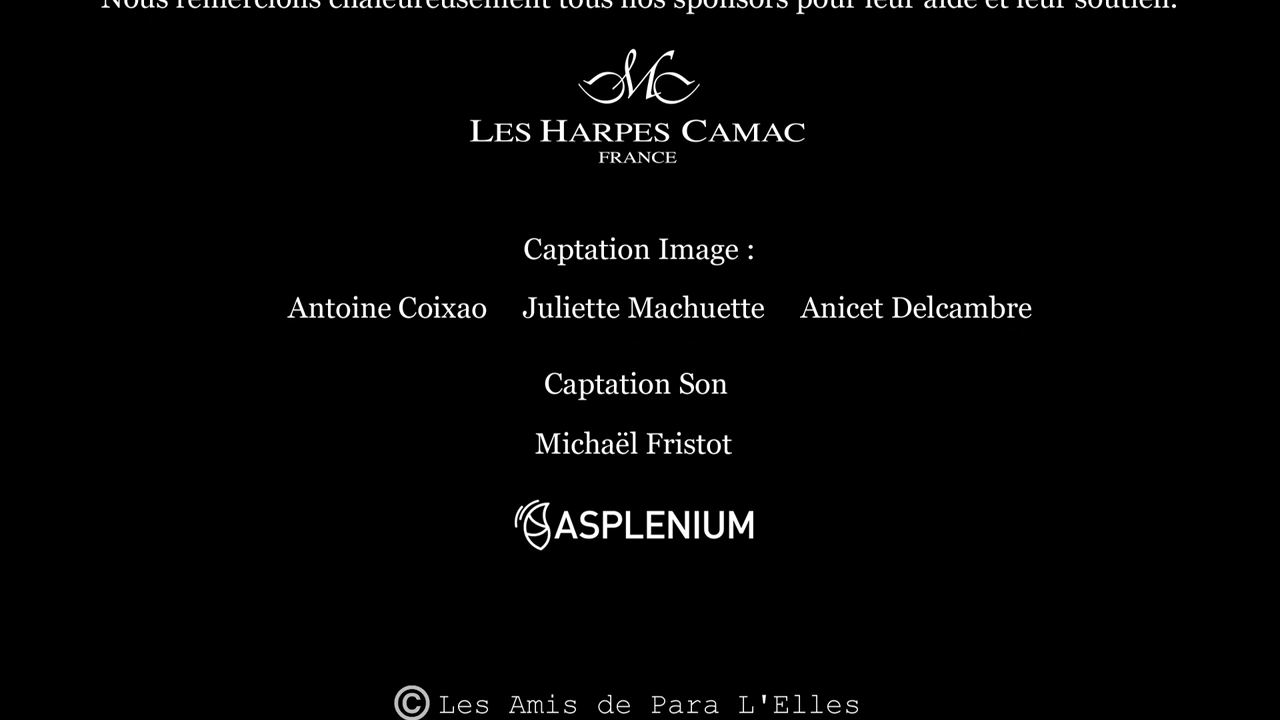 Nous remercions chaleureusement tous nos sponsors pour leur aide et leur soutien.
LES HARPES CAMAC
FRANCE
Captation Image :
Antoine Coixao Juliette Machuette Anicet Delcambre
Captation Son
Michaël Fristot
ASPLENIUM
© Les Amis de Para L'Elles